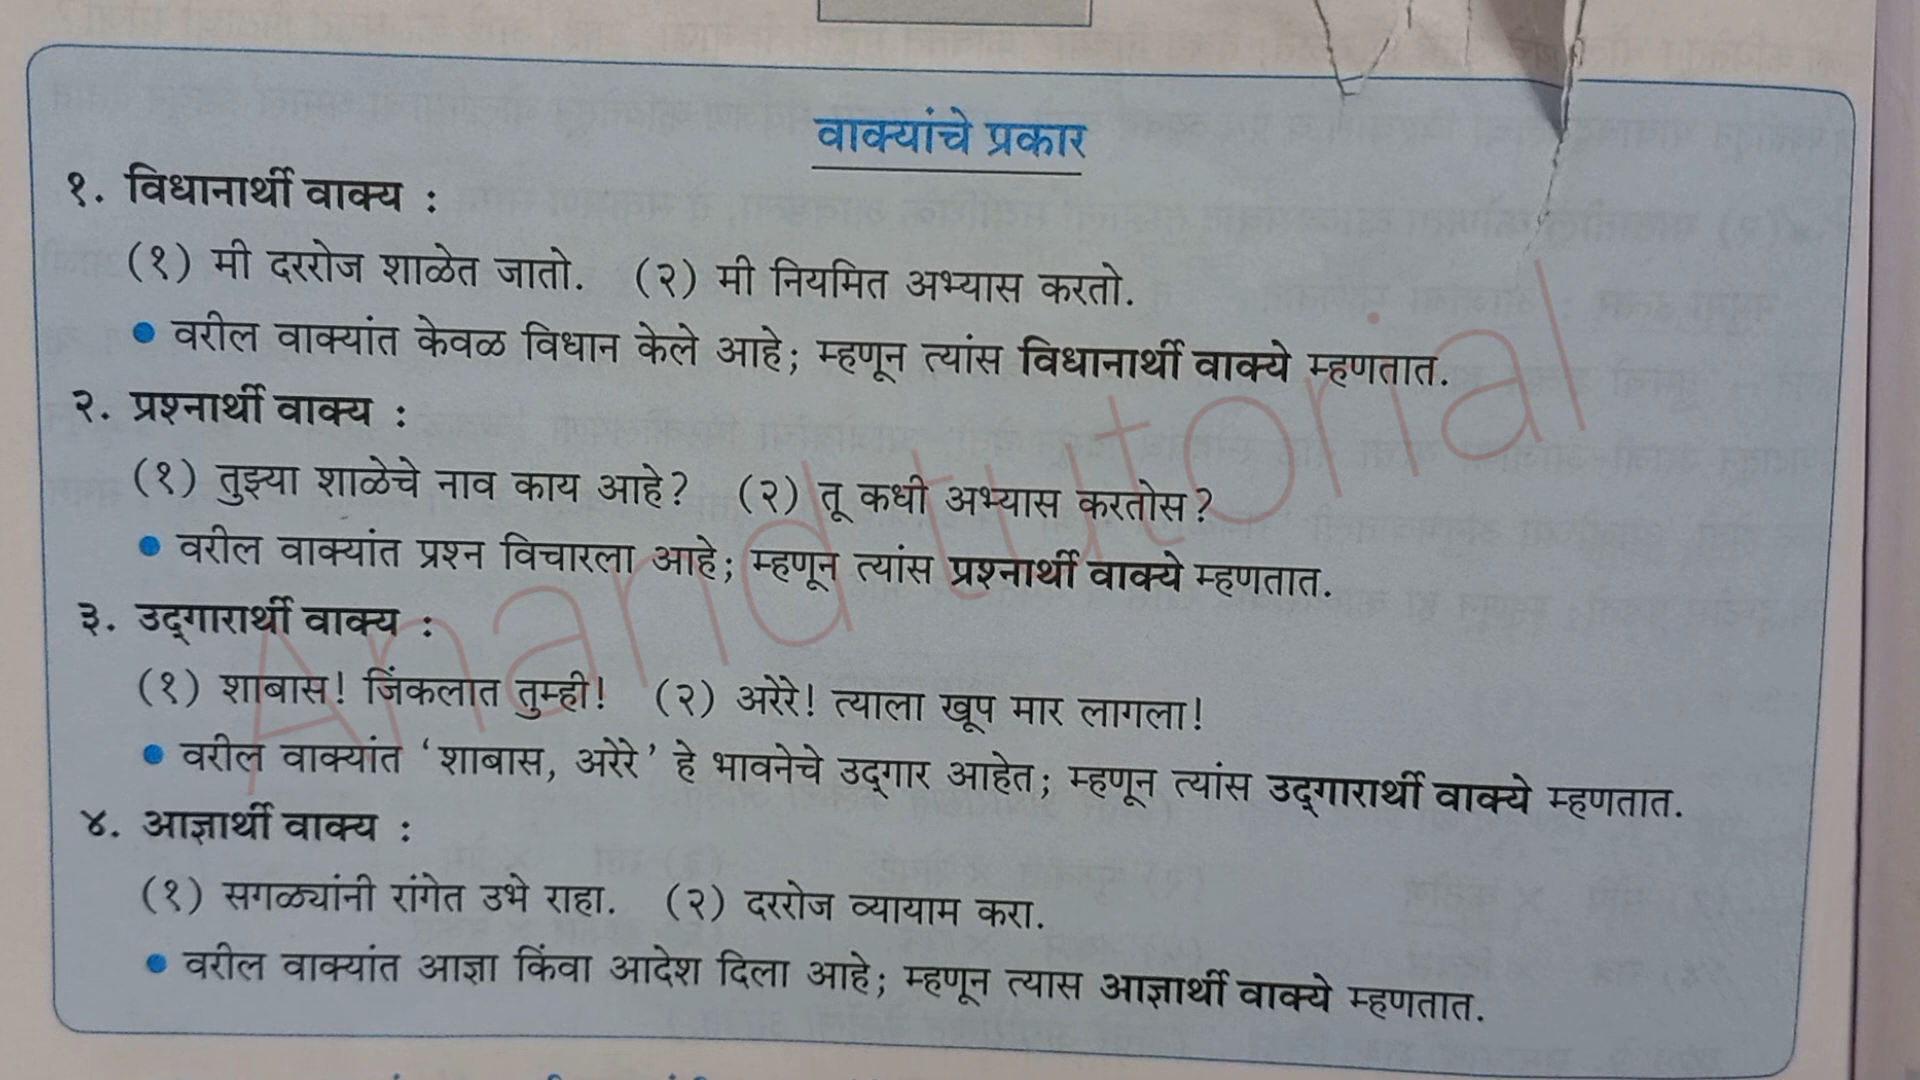 वाक्यांचे प्रकार
१. विधानार्थी वाक्य :
(१) मी दररोज शाळेत जातो. (२) मी नियमित अभ्यास करतो.
• वरील वाक्यांत केवळ विधान केले आहे; म्हणून त्यांस विधानार्थी वाक्ये म्हणतात.
२. प्रश्नार्थी वाक्य :
(१) तुझ्या शाळेचे नाव काय आहे? (२) तू कधी अभ्यास करतोस?
• वरील वाक्यांत प्रश्न विचारला आहे; म्हणून त्यांस प्रश्नार्थी वाक्ये म्हणतात.
३. उद्‌गारार्थी वाक्य :
(१) शाबास! जिंकलात तुम्ही! (२) अरेरे! त्याला खूप मार लागला!
• वरील वाक्यांत ‘शाबास, अरेरे’ हे भावनेचे उद्‌गार आहेत; म्हणून त्यांस उद्‌गारार्थी वाक्ये म्हणतात.
४. आज्ञार्थी वाक्य :
(१) सगळ्यांनी रांगेत उभे राहा. (२) दररोज व्यायाम करा.
• वरील वाक्यांत आज्ञा किंवा आदेश दिला आहे; म्हणून त्यास आज्ञार्थी वाक्ये म्हणतात.
Anand tutorial